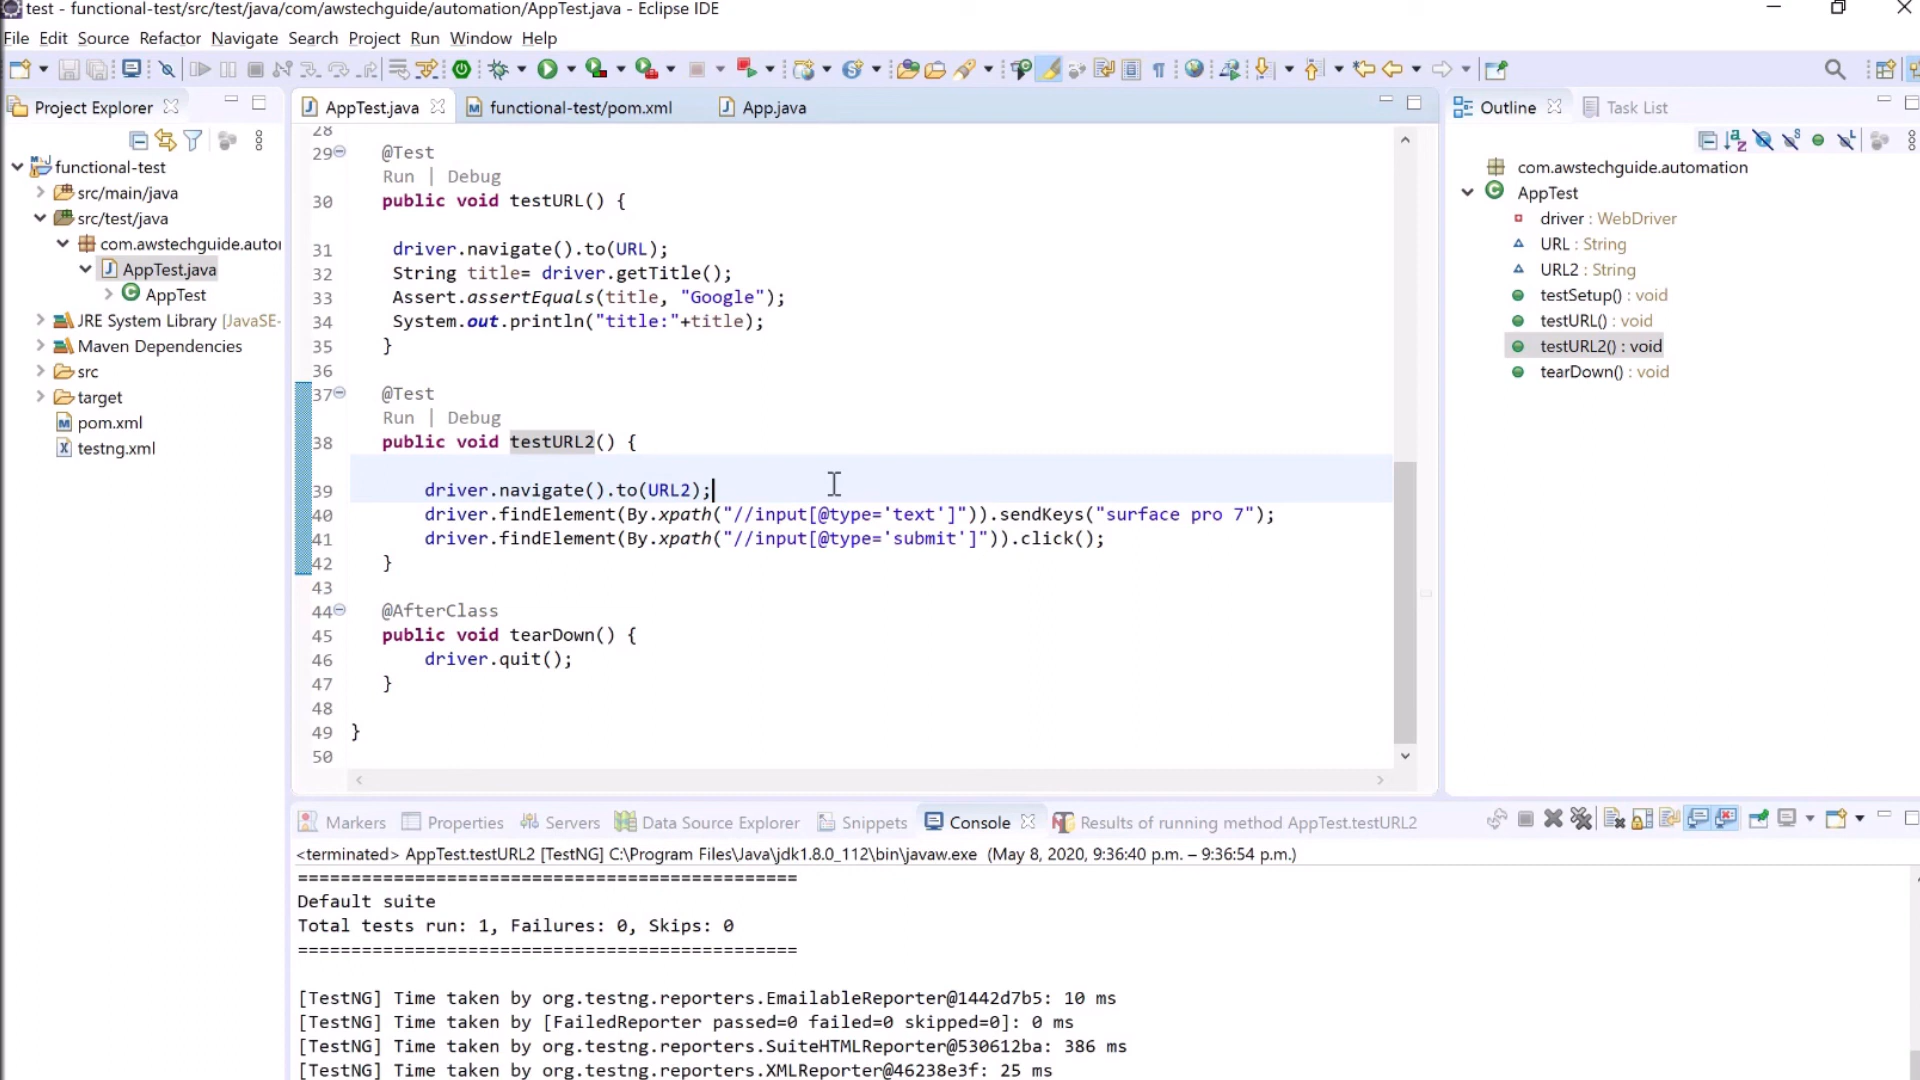 test - functional-test/src/test/java/com/awstechguide/automation/AppTest.java - Eclipse IDE
File Edit Source Refactor Navigate Search Project Run Window Help
Project Explorer
functional-test
src/main/java
src/test/java
com.awstechguide.autor
AppTest.java
AppTest
JRE System Library [JavaSE-
Maven Dependencies
src
target
pom.xml
testng.xml
AppTest.java functional-test/pom.xml App.java
28
29 @Test
Run | Debug
30 public void testURL() {
31 driver.navigate().to(URL);
32 String title= driver.getTitle();
33 Assert.assertEquals(title, "Google");
34 System.out.println("title:"+title);
35 }
36
37 @Test
Run | Debug
38 public void testURL2() {
39 driver.navigate().to(URL2);
40 driver.findElement(By.xpath("//input[@type='text']")).sendKeys("surface pro 7");
41 driver.findElement(By.xpath("//input[@type='submit']")).click();
42 }
43
44 @AfterClass
45 public void tearDown() {
46 driver.quit();
47 }
48
49 }
50
Outline Task List
com.awstechguide.automation
AppTest
driver : WebDriver
URL : String
URL2 : String
testSetup() : void
testURL() : void
testURL2() : void
tearDown() : void
Markers Properties Servers Data Source Explorer Snippets Console Results of running method AppTest.testURL2
<terminated> AppTest.testURL2 [TestNG] C:\Program Files\Java\jdk1.8.0_112\bin\javaw.exe (May 8, 2020, 9:36:40 p.m. – 9:36:54 p.m.)
===============================================
Default suite
Total tests run: 1, Failures: 0, Skips: 0
===============================================
[TestNG] Time taken by org.testng.reporters.EmailableReporter@1442d7b5: 10 ms
[TestNG] Time taken by [FailedReporter passed=0 failed=0 skipped=0]: 0 ms
[TestNG] Time taken by org.testng.reporters.SuiteHTMLReporter@530612ba: 386 ms
[TestNG] Time taken by org.testng.reporters.XMLReporter@46238e3f: 25 ms